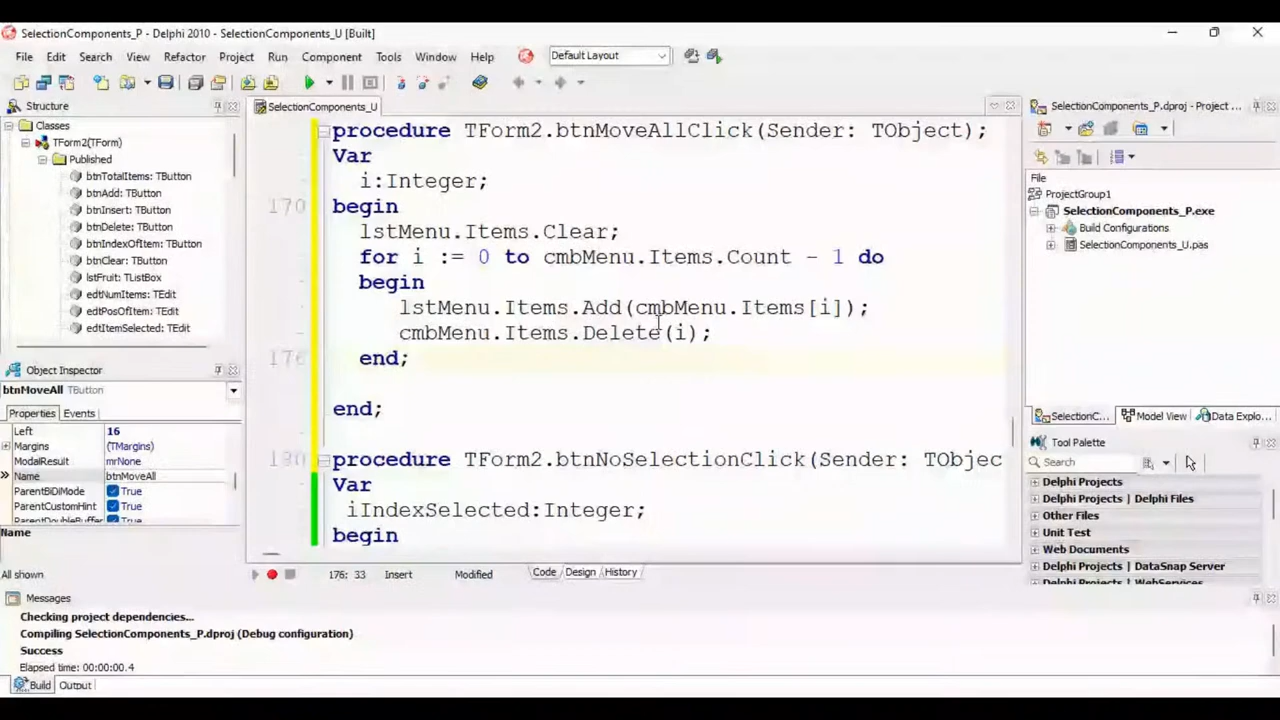 SelectionComponents_P - Delphi 2010 - SelectionComponents_U [Built]
File Edit Search View Refactor Project Run Component Tools Window Help Default Layout
Structure
Classes
TForm2(TForm)
Published
btnTotalItems: TButton
btnAdd: TButton
btnInsert: TButton
btnDelete: TButton
btnIndexOfItem: TButton
btnClear: TButton
lstFruit: TListBox
edtNumItems: TEdit
edtPosOfItem: TEdit
edtItemSelected: TEdit
Object Inspector
btnMoveAll TButton
Properties Events
Left 16
Margins (TMargins)
ModalResult mrNone
Name btnMoveAll
ParentBiDiMode True
ParentCustomHint True
ParentDoubleBuffer True
Name
All shown
SelectionComponents_U
procedure TForm2.btnMoveAllClick(Sender: TObject);
Var
i:Integer;
170 begin
lstMenu.Items.Clear;
for i := 0 to cmbMenu.Items.Count - 1 do
begin
lstMenu.Items.Add(cmbMenu.Items[i]);
cmbMenu.Items.Delete(i);
176 end;
end;
procedure TForm2.btnNoSelectionClick(Sender: TObjec
Var
iIndexSelected:Integer;
begin
176: 33 Insert Modified Code Design History
SelectionComponents_P.dproj - Project ...
File
ProjectGroup1
SelectionComponents_P.exe
Build Configurations
SelectionComponents_U.pas
SelectionC... Model View Data Explo...
Tool Palette
Search
Delphi Projects
Delphi Projects | Delphi Files
Other Files
Unit Test
Web Documents
Delphi Projects | DataSnap Server
Delphi Projects | WebServices
Messages
Checking project dependencies...
Compiling SelectionComponents_P.dproj (Debug configuration)
Success
Elapsed time: 00:00:00.4
Build Output